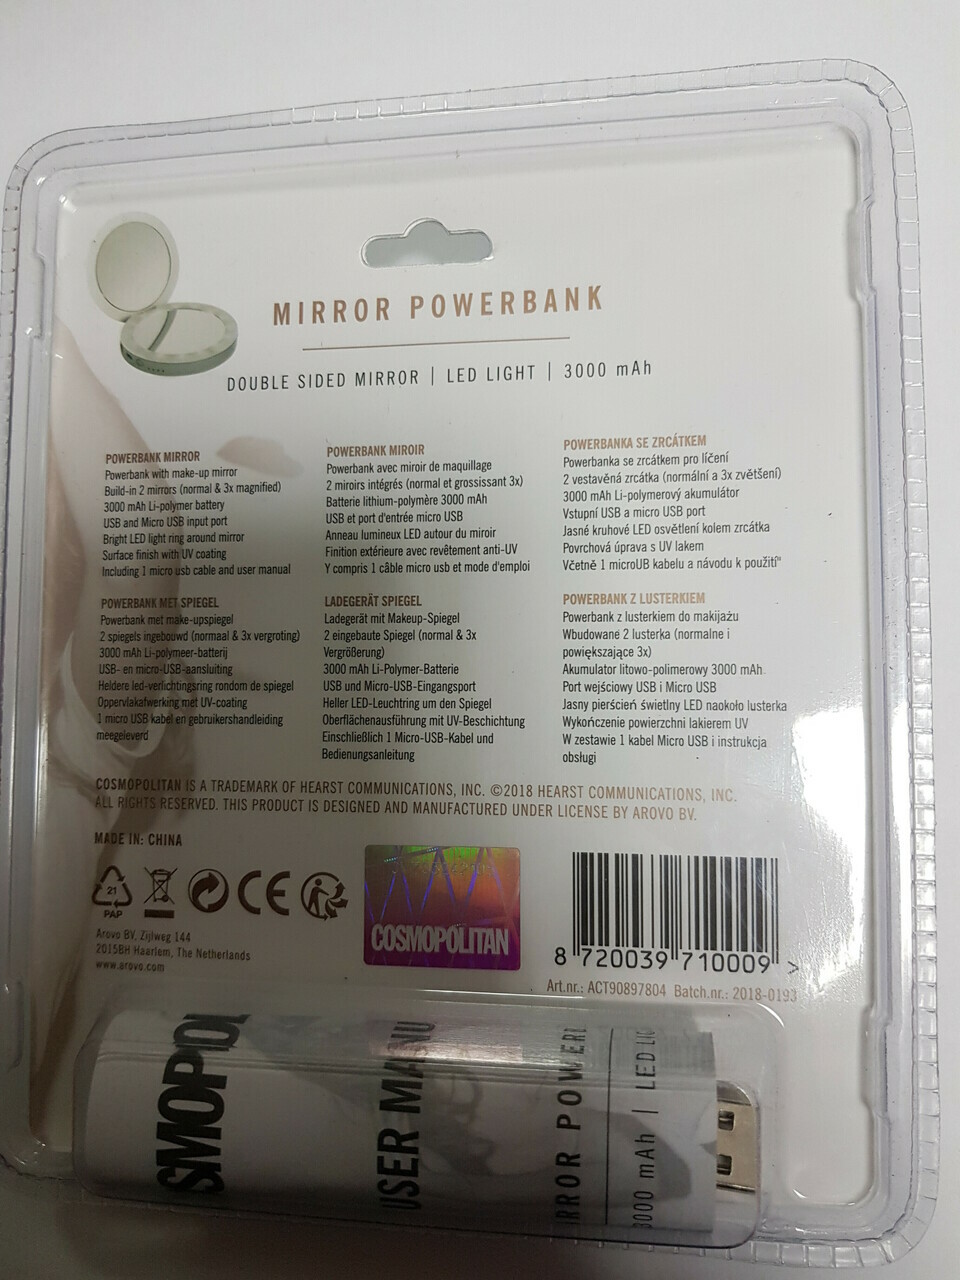 MIRROR POWERBANK
DOUBLE SIDED MIRROR | LED LIGHT | 3000 mAh
POWERBANK MIRROR
Powerbank with make-up mirror
Build-in 2 mirrors (normal & 3x magnified)
3000 mAh Li-polymer battery
USB and Micro USB input port
Bright LED light ring around mirror
Surface finish with UV coating
Including 1 micro usb cable and user manual
POWERBANK MIROIR
Powerbank avec miroir de maquillage
2 miroirs intégrés (normal et grossissant 3x)
Batterie lithium-polymère 3000 mAh
USB et port d'entrée micro USB
Anneau lumineux LED autour du miroir
Finition extérieure avec revêtement anti-UV
Y compris 1 câble micro usb et mode d'emploi
POWERBANKA SE ZRCÁTKEM
Powerbanka se zrcátkem pro líčení
2 vestavěná zrcátka (normální a 3x zvětšení)
3000 mAh Li-polymerový akumulátor
Vstupní USB a micro USB port
Jasné kruhové LED osvětlení kolem zrcátka
Povrchová úprava s UV lakem
Včetně 1 microUB kabelu a návodu k použití"
POWERBANK MET SPIEGEL
Powerbank met make-upspiegel
2 spiegels ingebouwd (normaal & 3x vergroting)
3000 mAh Li-polymeer-batterij
USB- en micro-USB-aansluiting
Heldere led-verlichtingsring rondom de spiegel
Oppervlakafwerking met UV-coating
1 micro USB kabel en gebruikershandleiding
meegeleverd
LADEGERÄT SPIEGEL
Ladegerät mit Makeup-Spiegel
2 eingebaute Spiegel (normal & 3x
Vergrößerung)
3000 mAh Li-Polymer-Batterie
USB und Micro-USB-Eingangsport
Heller LED-Leuchtring um den Spiegel
Oberflächenausführung mit UV-Beschichtung
Einschließlich 1 Micro-USB-Kabel und
Bedienungsanleitung
POWERBANK Z LUSTERKIEM
Powerbank z lusterkiem do makijażu
Wbudowane 2 lusterka (normalne i
powiększające 3x)
Akumulator litowo-polimerowy 3000 mAh
Port wejściowy USB i Micro USB
Jasny pierścień świetlny LED naokoło lusterka
Wykończenie powierzchni lakierem UV
W zestawie 1 kabel Micro USB i instrukcja
obsługi
COSMOPOLITAN IS A TRADEMARK OF HEARST COMMUNICATIONS, INC. ©2018 HEARST COMMUNICATIONS, INC.
ALL RIGHTS RESERVED. THIS PRODUCT IS DESIGNED AND MANUFACTURED UNDER LICENSE BY AROVO BV.
MADE IN: CHINA
21
PAP
CE
Arovo BV, Zijlweg 144
2015BH Haarlem, The Netherlands
www.arovo.com
COSMOPOLITAN
8 720039 710009 >
Art.nr.: ACT90897804 Batch.nr.: 2018-0193
SMOPOL
USER MANU
RROR POWER
3000 mAh | LED LIG